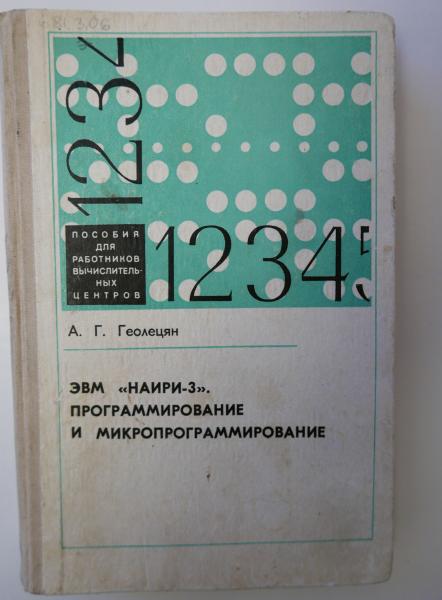 1234
ПОСОБИЯ
ДЛЯ
РАБОТНИКОВ
ВЫЧИСЛИТЕЛЬ-
НЫХ
ЦЕНТРОВ
12345
А. Г. Геолецян
ЭВМ «НАИРИ-3».
ПРОГРАММИРОВАНИЕ
И МИКРОПРОГРАММИРОВАНИЕ